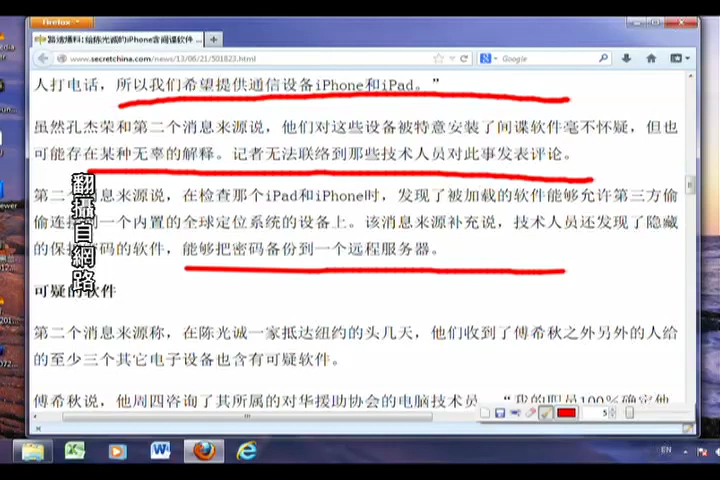 Firefox
路透爆料:给陈光诚的iPhone含间谍软件 ...
www.secretchina.com/news/13/06/21/501823.html
Google
人打电话，所以我们希望提供通信设备iPhone和iPad。”
虽然孔杰荣和第二个消息来源说，他们对这些设备被特意安装了间谍软件毫不怀疑，但也
可能存在某种无辜的解释。记者无法联络到那些技术人员对此事发表评论。
第二 消息来源说，在检查那个iPad和iPhone时，发现了被加载的软件能够允许第三方偷
偷连接 一个内置的全球定位系统的设备上。该消息来源补充说，技术人员还发现了隐藏
的保 密码的软件，能够把密码备份到一个远程服务器。
翻攝自網路
可疑的软件
第二个消息来源称，在陈光诚一家抵达纽约的头几天，他们收到了傅希秋之外另外的人给
的至少三个其它电子设备也含有可疑软件。
傅希秋说，他周四咨询了其所属的对华援助协会的电脑技术员。“我的职员100%确定他
5
EN